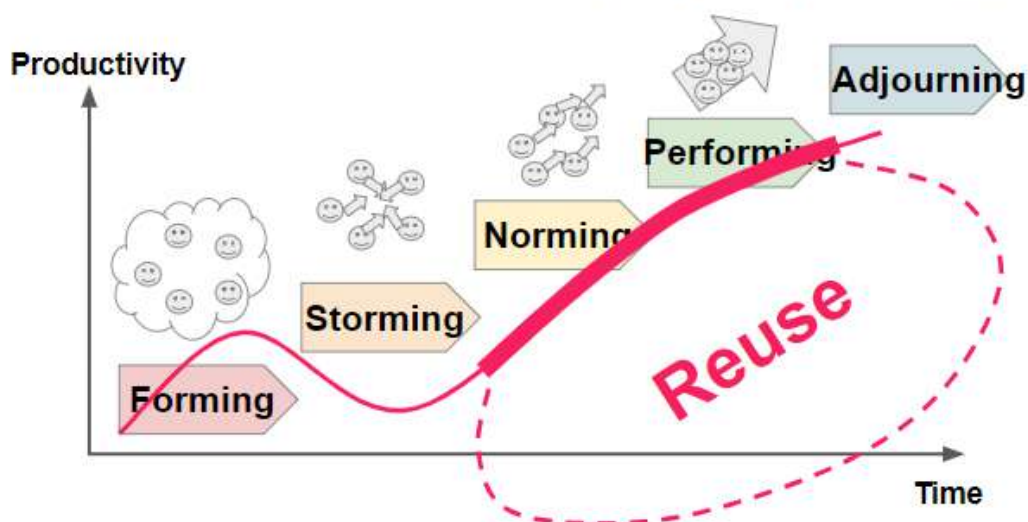 Productivity
Adjourning
Performing
Norming
Storming
Reuse
Forming
Time